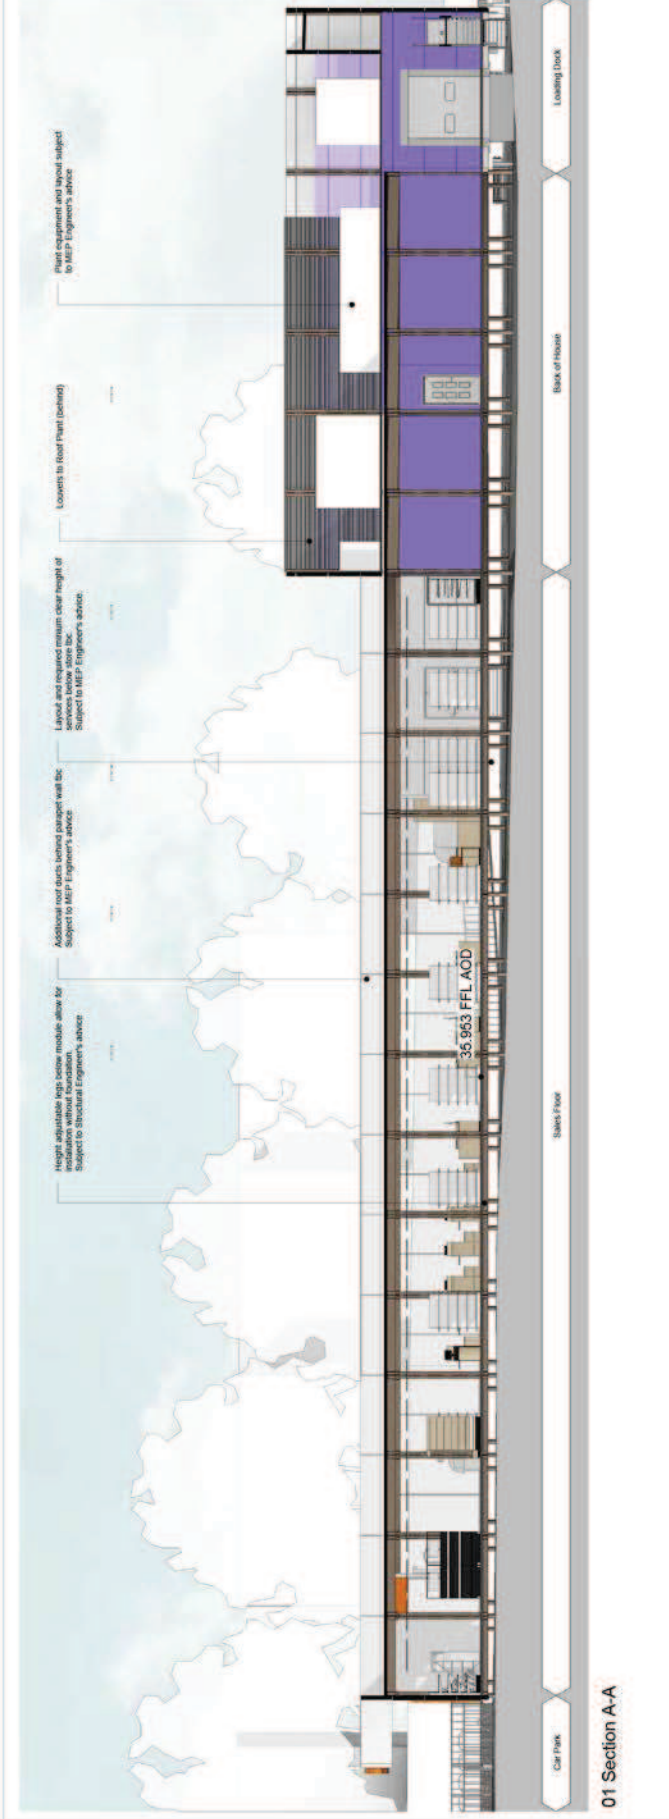 Height adjustable legs below module allow for
installation without foundation.
Subject to Structural Engineer's advice
Additional roof ducts behind parapet wall tbc
Subject to MEP Engineer's advice
Layout and required minium clear height of
services below store tbc.
Subject to MEP Engineer's advice.
Louvers to Roof Plant (behind)
Plant equipment and layout subject
to MEP Engineer's advice
35.953 FFL AOD
Car Park
Sales Floor
Back of House
Loading Dock
01 Section A-A